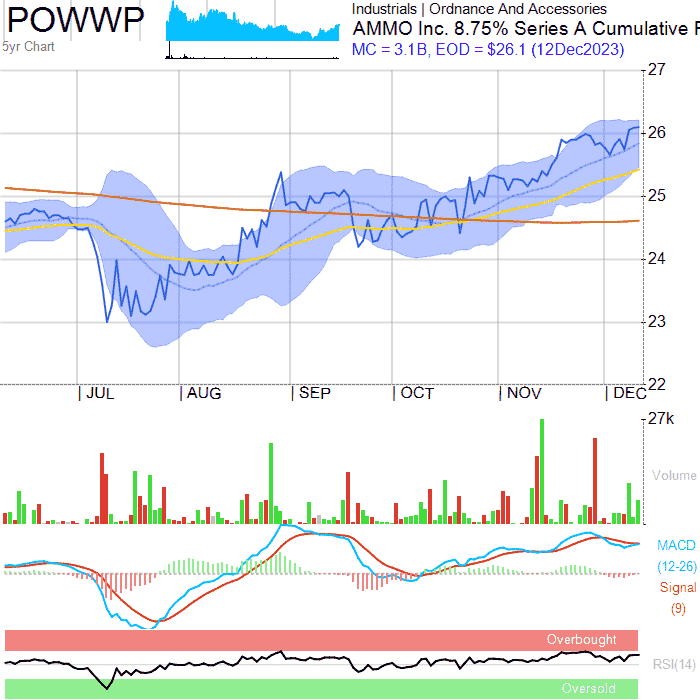 POWWP
5yr Chart
Industrials | Ordnance And Accessories
AMMO Inc. 8.75% Series A Cumulative
MC = 3.1B, EOD = $26.1 (12Dec2023)
27
26
25
24
23
22
| JUL | AUG | SEP | OCT | NOV | DEC
27k
Volume
MACD
(12-26)
Signal
(9)
Overbought
RSI(14)
Oversold